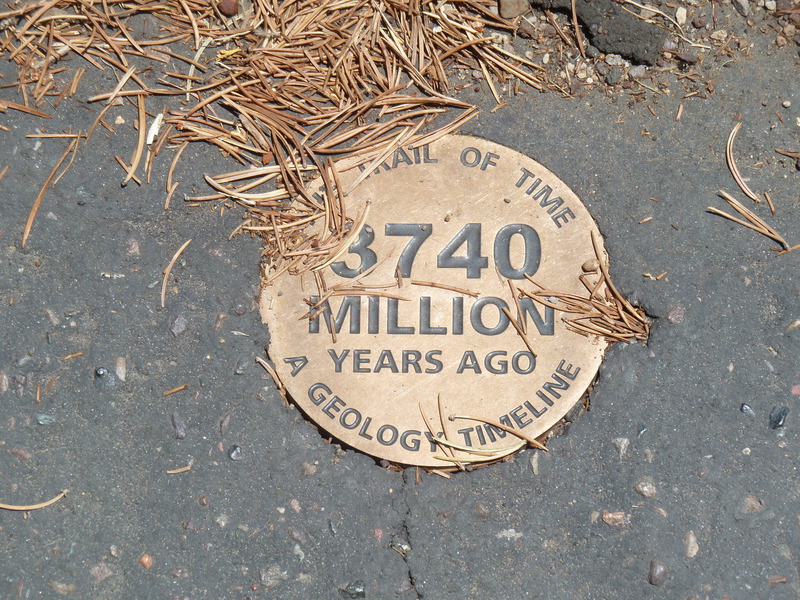 TRAIL OF TIME
3740
MILLION
YEARS AGO
A GEOLOGY TIMELINE